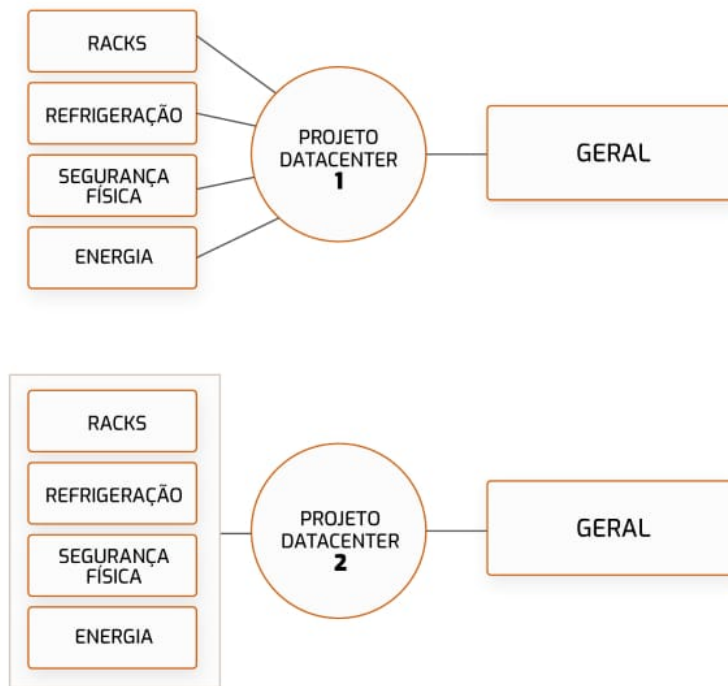 RACKS
REFRIGERAÇÃO
SEGURANÇA
FÍSICA
ENERGIA
PROJETO
DATACENTER
1
GERAL
RACKS
REFRIGERAÇÃO
SEGURANÇA
FÍSICA
ENERGIA
PROJETO
DATACENTER
2
GERAL